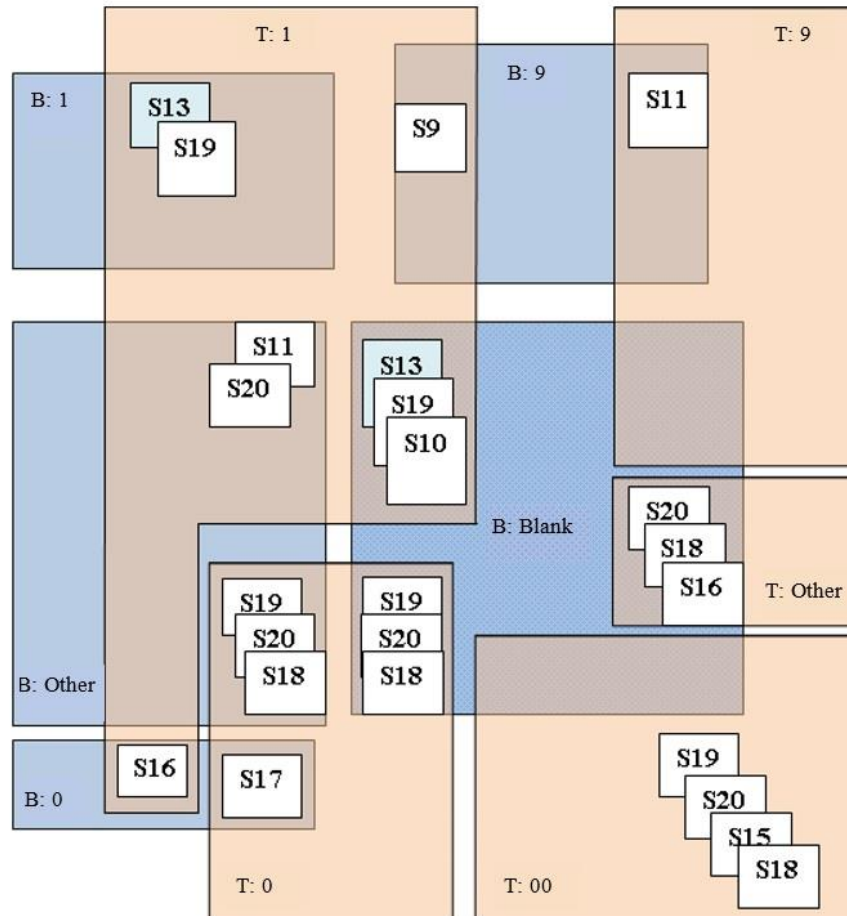 T: 1
T: 9
B: 1
S13
S19
S9
B: 9
S11
S11
S20
S13
S19
S10
B: Blank
S20
S18
S16
T: Other
S19
S20
S18
S19
S20
S18
B: Other
S16
S17
B: 0
S19
S20
S15
S18
T: 0
T: 00